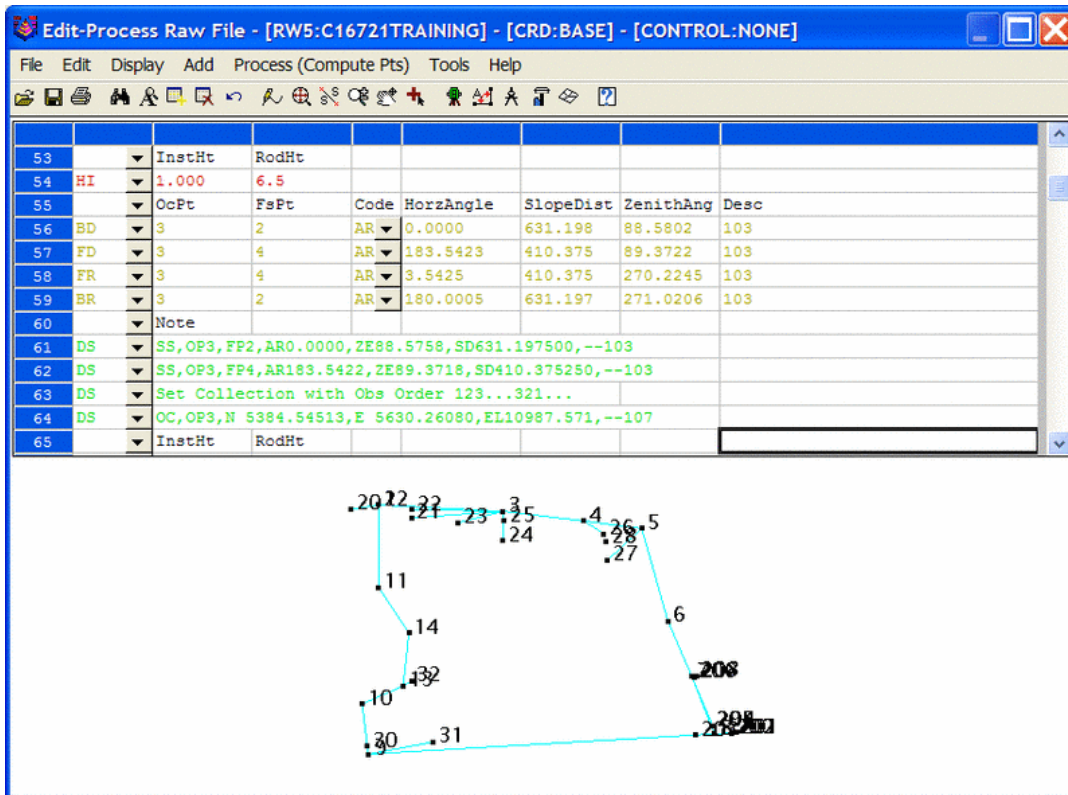 Edit-Process Raw File - [RW5:C16721TRAINING] - [CRD:BASE] - [CONTROL:NONE]
File Edit Display Add Process (Compute Pts) Tools Help
53 InstHt RodHt
54 HI 1.000 6.5
55 OcPt FsPt Code HorzAngle SlopeDist ZenithAng Desc
56 BD 3 2 AR 0.0000 631.198 88.5802 103
57 FD 3 4 AR 183.5423 410.375 89.3722 103
58 FR 3 4 AR 3.5425 410.375 270.2245 103
59 BR 3 2 AR 180.0005 631.197 271.0206 103
60 Note
61 DS SS,OP3,FP2,AR0.0000,ZE88.5758,SD631.197500,--103
62 DS SS,OP3,FP4,AR183.5422,ZE89.3718,SD410.375250,--103
63 DS Set Collection with Obs Order 123...321...
64 DS OC,OP3,N 5384.54513,E 5630.26080,EL10987.571,--107
65 InstHt RodHt
20 22 3
21 23 25 4 26 5
24 28
27
11
6
14
32
10
31
30
9